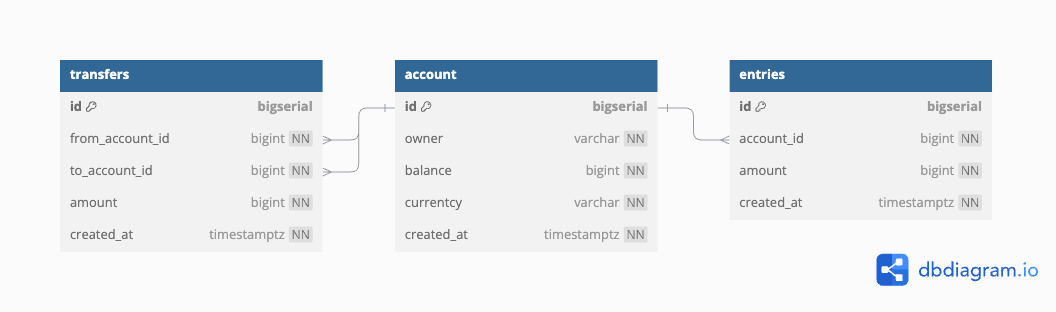 transfers
id bigserial
from_account_id bigint NN
to_account_id bigint NN
amount bigint NN
created_at timestamptz NN
account
id bigserial
owner varchar NN
balance bigint NN
currentcy varchar NN
created_at timestamptz NN
entries
id bigserial
account_id bigint NN
amount bigint NN
created_at timestamptz NN
dbdiagram.io